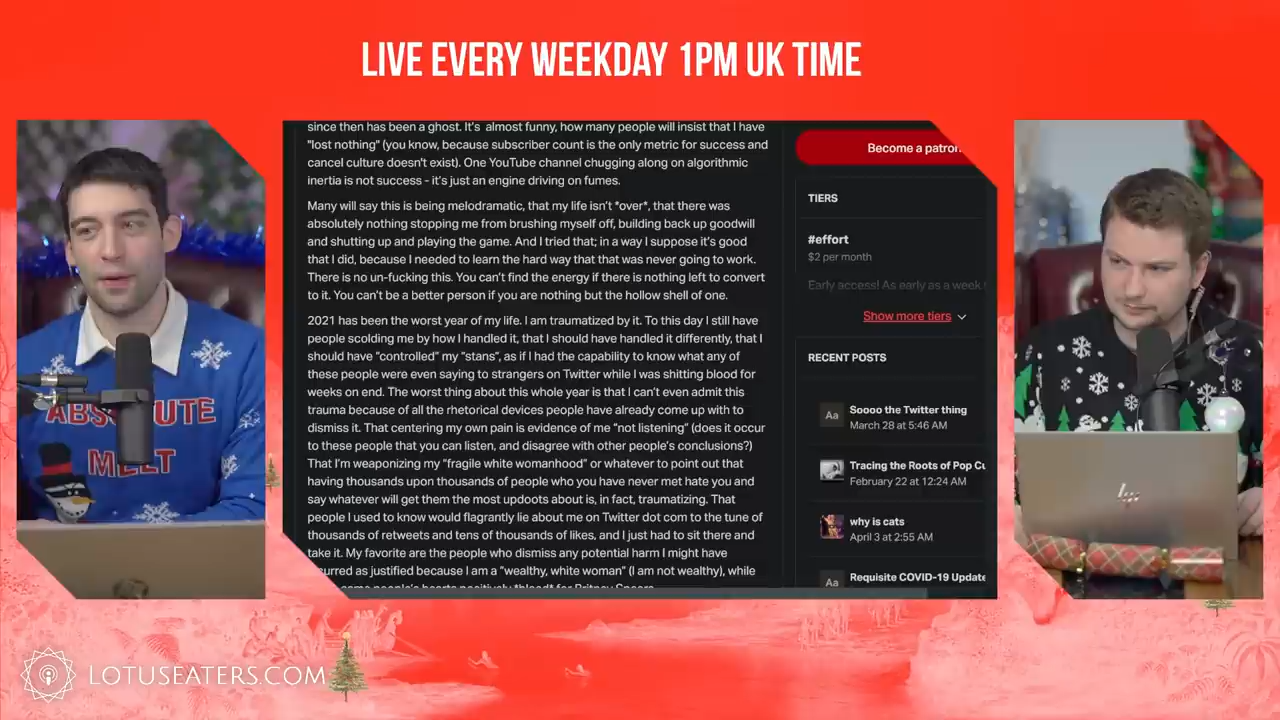 LIVE EVERY WEEKDAY 1PM UK TIME
since then has been a ghost. It's almost funny, how many people will insist that I have
"lost nothing" (you know, because subscriber count is the only metric for success and
cancel culture doesn't exist). One YouTube channel chugging along on algorithmic
inertia is not success - it's just an engine driving on fumes.
Many will say this is being melodramatic, that my life isn't *over*, that there was
absolutely nothing stopping me from brushing myself off, building back up goodwill
and shutting up and playing the game. And I tried that; in a way I suppose it's good
that I did, because I needed to learn the hard way that that was never going to work.
There is no un-fucking this. You can't find the energy if there is nothing left to convert
to it. You can't be a better person if you are nothing but the hollow shell of one.
2021 has been the worst year of my life. I am traumatized by it. To this day I still have
people scolding me by how I handled it, that I should have handled it differently, that I
should have "controlled" my "stans", as if I had the capability to know what any of
these people were even saying to strangers on Twitter while I was shitting blood for
weeks on end. The worst thing about this whole year is that I can't even admit this
trauma because of all the rhetorical devices people have already come up with to
dismiss it. That centering my own pain is evidence of me "not listening" (does it occur
to these people that you can listen, and disagree with other people's conclusions?)
That I'm weaponizing my "fragile white womanhood" or whatever to point out that
having thousands upon thousands of people who you have never met hate you and
say whatever will get them the most updoots about is, in fact, traumatizing. That
people I used to know would flagrantly lie about me on Twitter dot com to the tune of
thousands of retweets and tens of thousands of likes, and I just had to sit there and
take it. My favorite are the people who dismiss any potential harm I might have
urred as justified because I am a "wealthy, white woman" (I am not wealthy), while
some people's hearts positively *bleed* for Britney Spears
Become a patron
TIERS
#effort
$2 per month
Early access! As early as a week
Show more tiers
RECENT POSTS
Aa
Soooo the Twitter thing
March 28 at 5:46 AM
Tracing the Roots of Pop Cu
February 22 at 12:24 AM
why is cats
April 3 at 2:55 AM
Aa
Requisite COVID-19 Update
ABSOLUTE
MELT
hp
LOTUSEATERS.COM